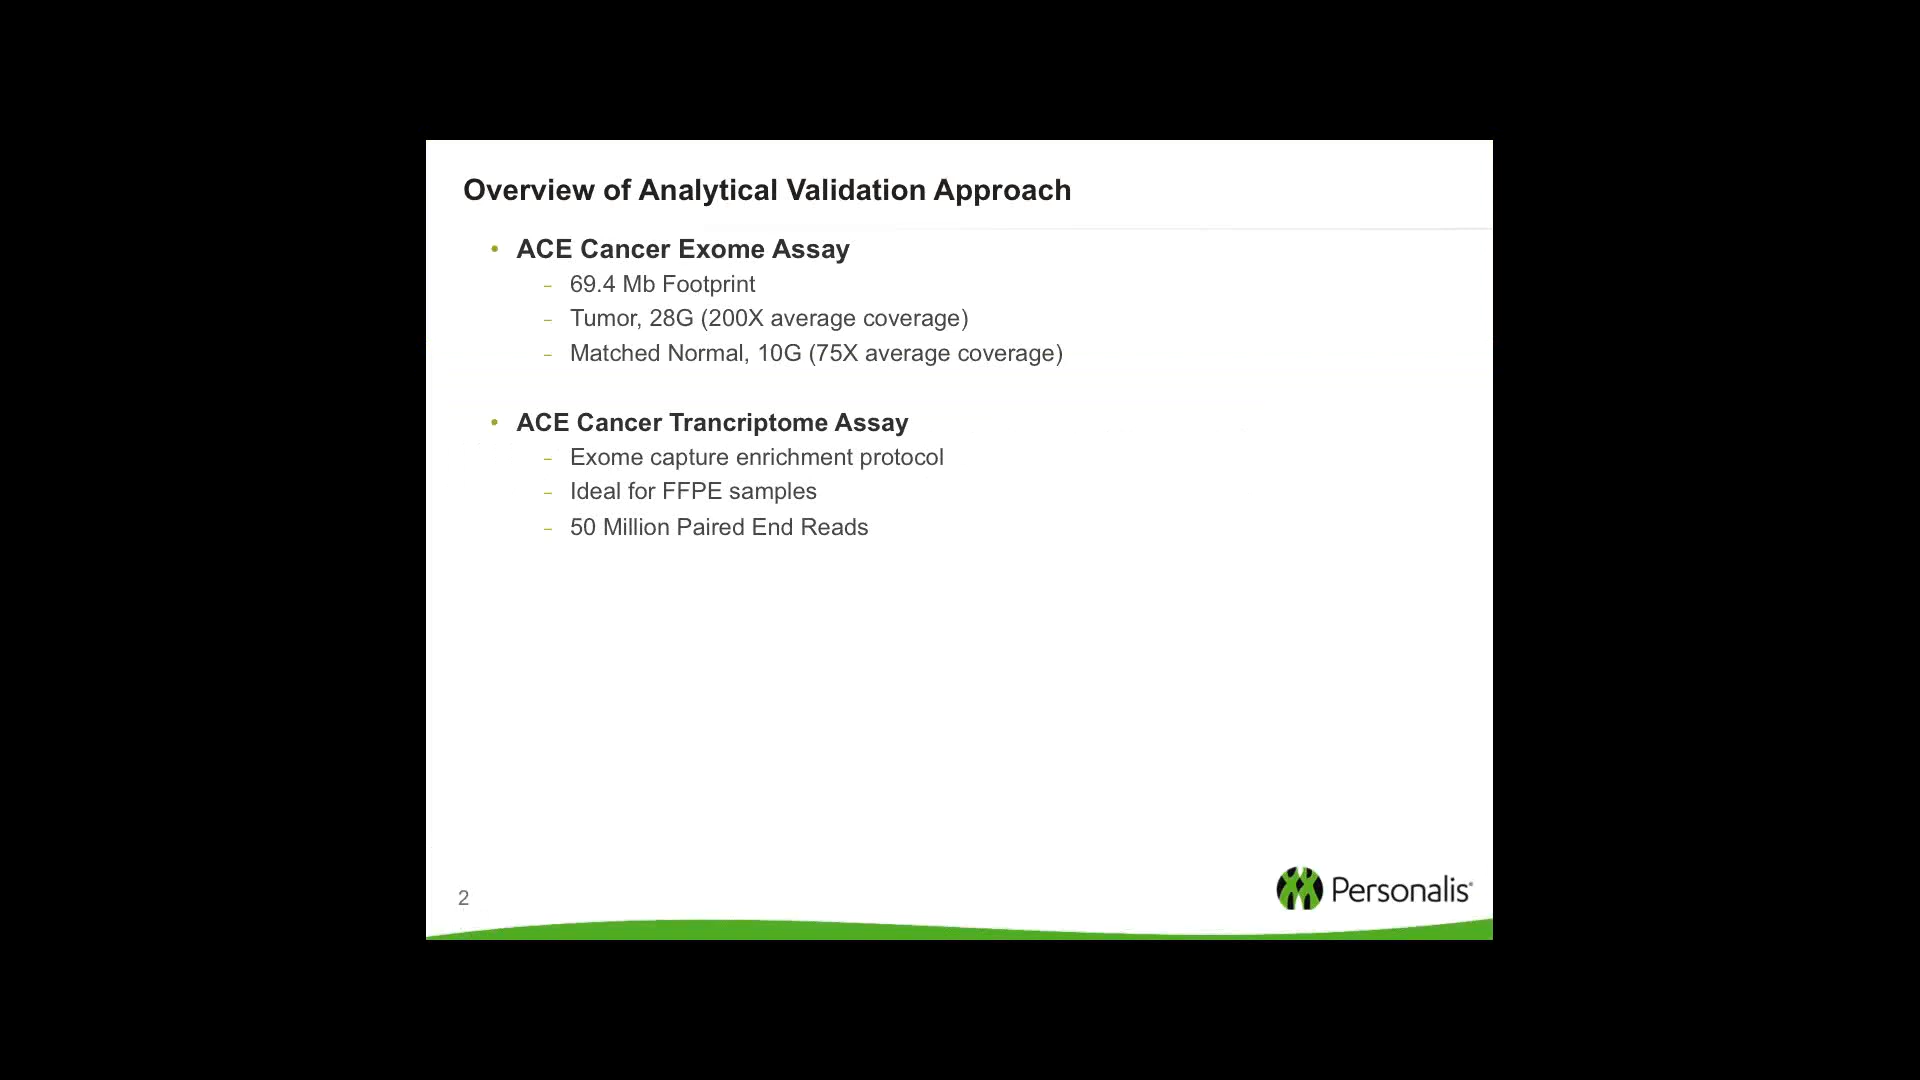 Overview of Analytical Validation Approach
• ACE Cancer Exome Assay
– 69.4 Mb Footprint
– Tumor, 28G (200X average coverage)
– Matched Normal, 10G (75X average coverage)
• ACE Cancer Trancriptome Assay
– Exome capture enrichment protocol
– Ideal for FFPE samples
– 50 Million Paired End Reads
2
Personalis